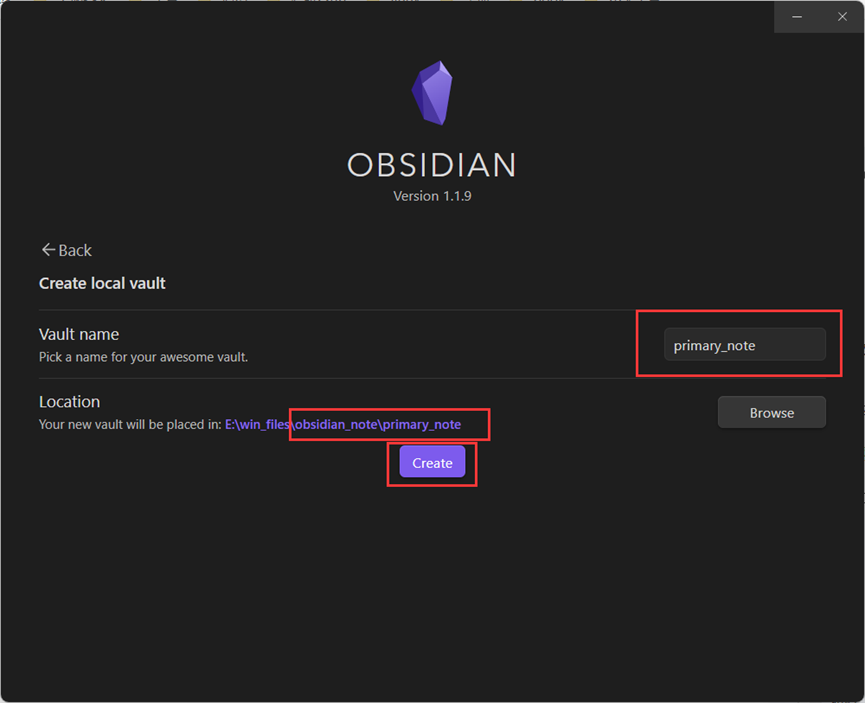 OBSIDIAN
Version 1.1.9
Back
Create local vault
Vault name
Pick a name for your awesome vault.
primary_note
Location
Your new vault will be placed in: E:\win_files\obsidian_note\primary_note
Browse
Create